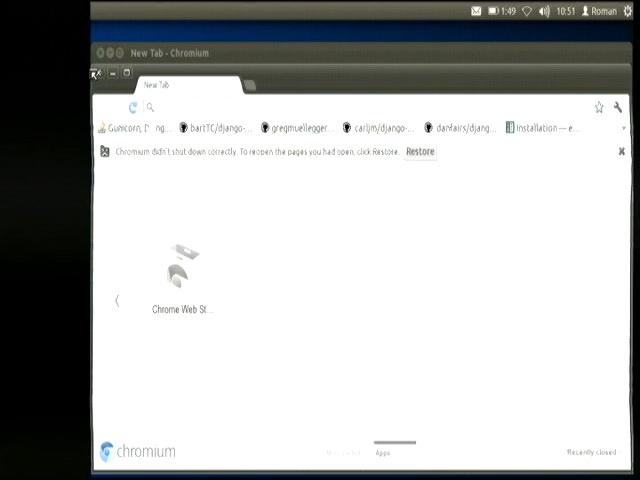 1:49 10:51 Roman
New Tab - Chromium
New Tab
Gunicorn, bartTC/django-... gregmuellegger... carljm/django-... danfairs/djang... Installation — e...
Chromium didn't shut down correctly. To reopen the pages you had open, click Restore. Restore
Chrome Web St...
chromium Apps Recently closed